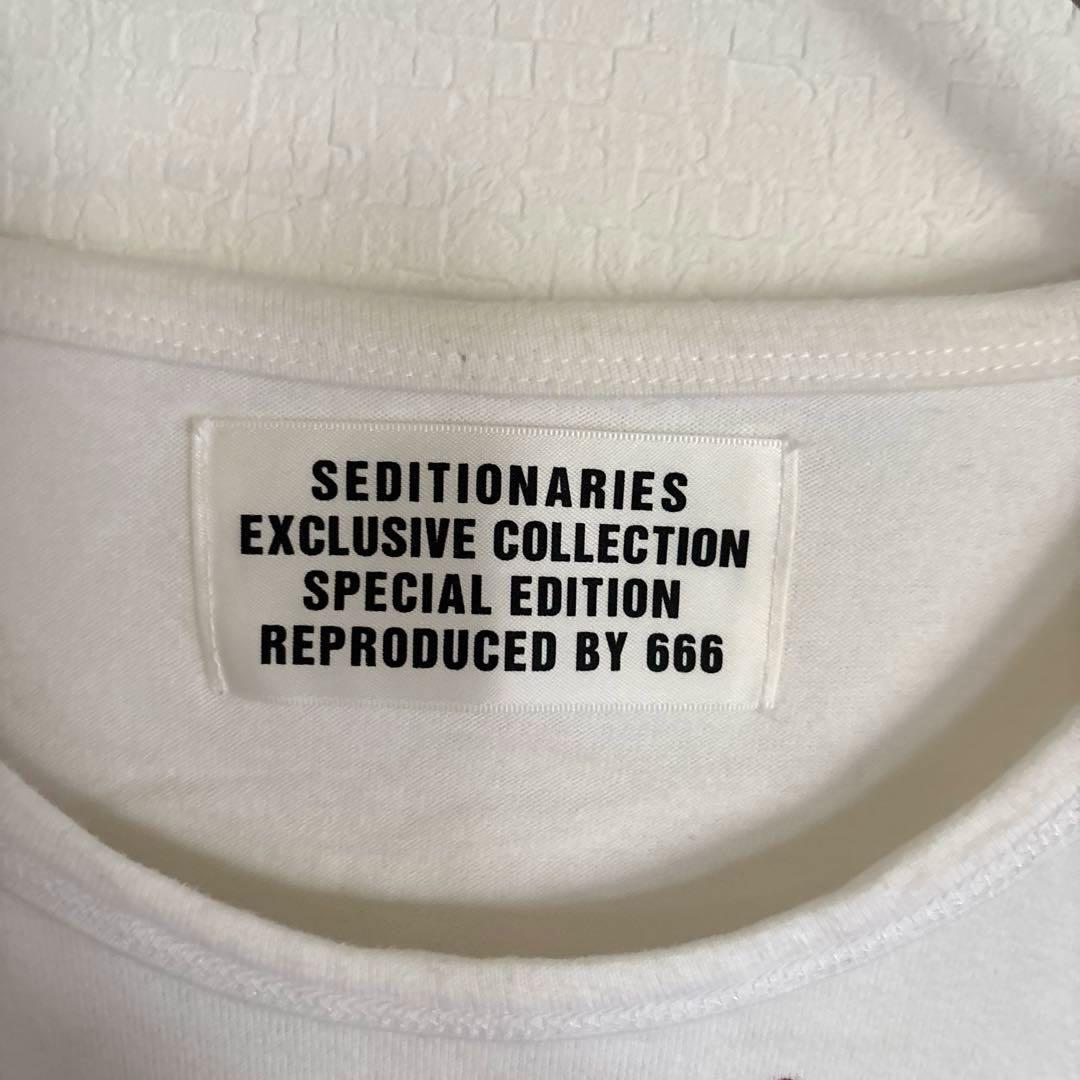 SEDITIONARIES
EXCLUSIVE COLLECTION
SPECIAL EDITION
REPRODUCED BY 666